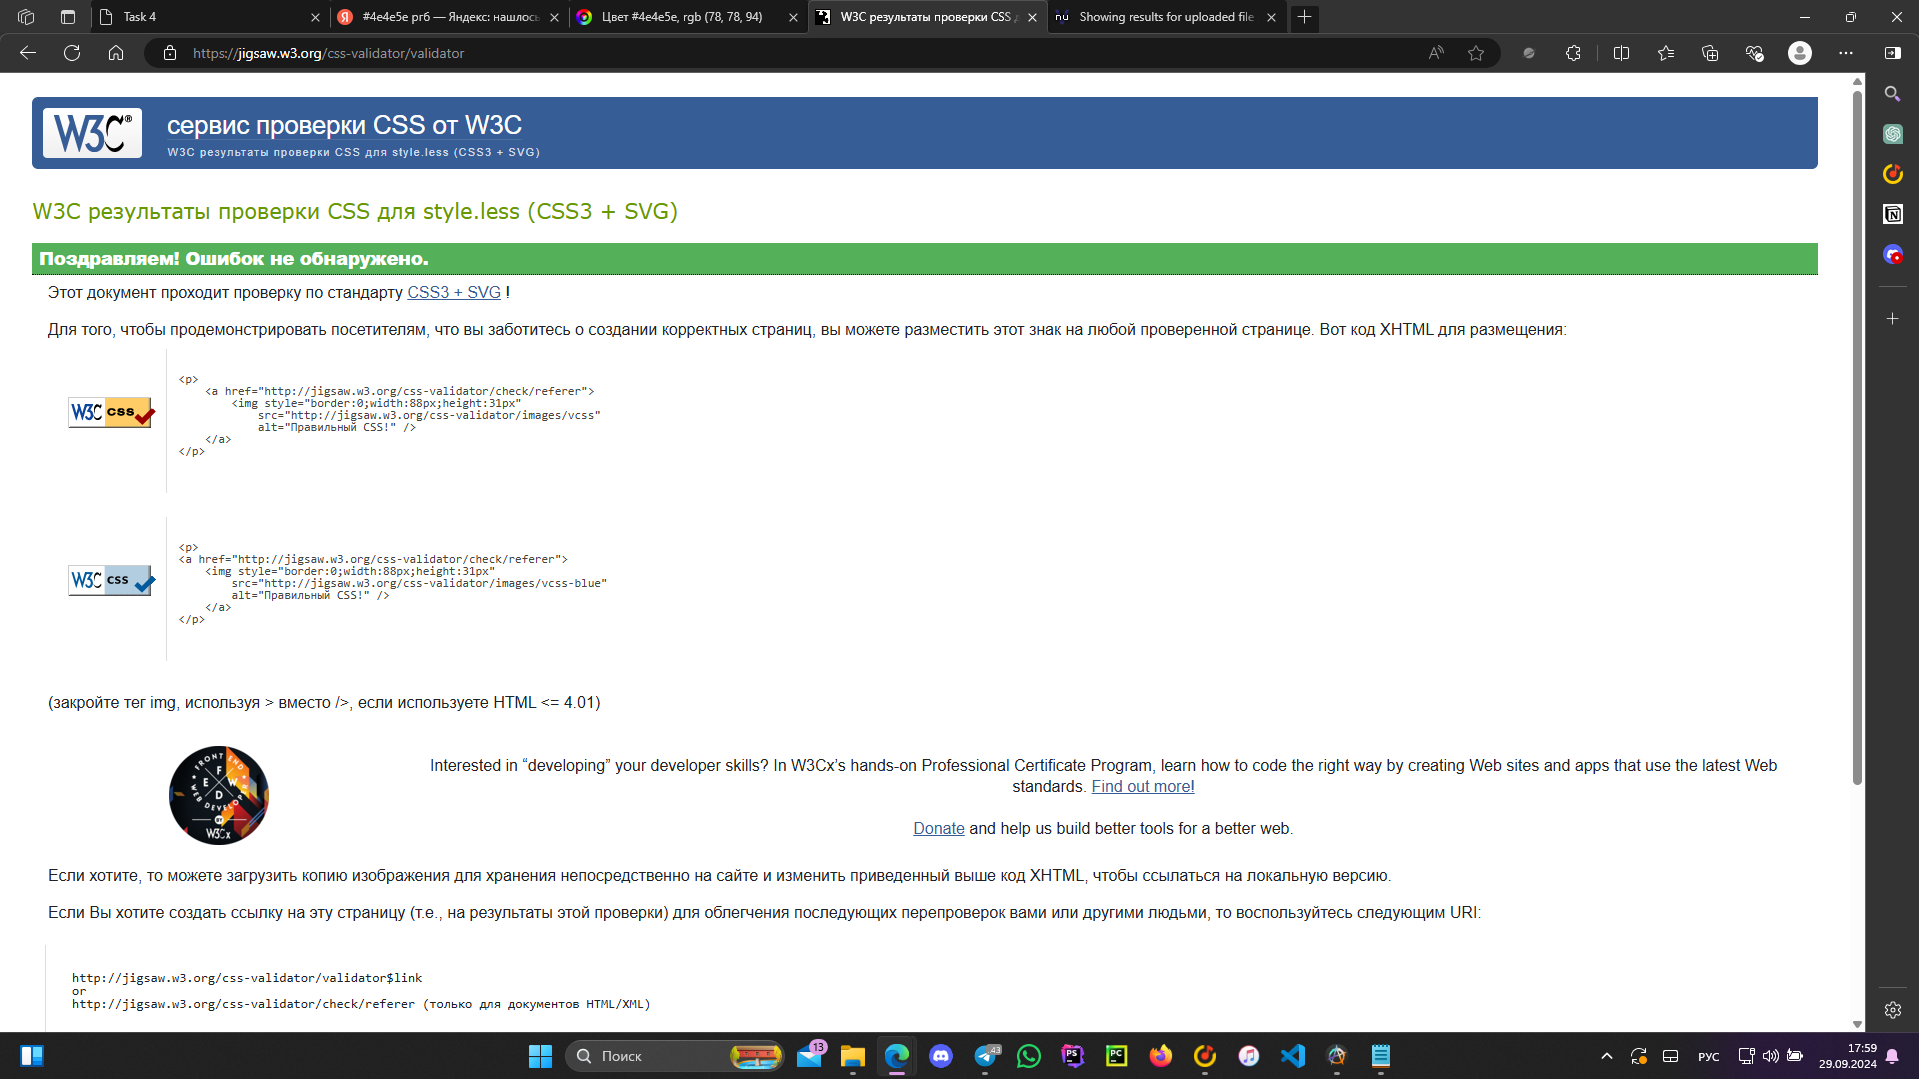 Task 4
#4e4e5e ргб — Яндекс: нашлось
Цвет #4e4e5e, rgb (78, 78, 94)
W3C результаты проверки CSS д
Showing results for uploaded file
https://jigsaw.w3.org/css-validator/validator
W3C®
сервис проверки CSS от W3C
W3C результаты проверки CSS для style.less (CSS3 + SVG)
W3C результаты проверки CSS для style.less (CSS3 + SVG)
Поздравляем! Ошибок не обнаружено.
Этот документ проходит проверку по стандарту CSS3 + SVG !
Для того, чтобы продемонстрировать посетителям, что вы заботитесь о создании корректных страниц, вы можете разместить этот знак на любой проверенной странице. Вот код XHTML для размещения:
W3C css
<p>
<a href="http://jigsaw.w3.org/css-validator/check/referer">
<img style="border:0;width:88px;height:31px"
src="http://jigsaw.w3.org/css-validator/images/vcss"
alt="Правильный CSS!" />
</a>
</p>
W3C css
<p>
<a href="http://jigsaw.w3.org/css-validator/check/referer">
<img style="border:0;width:88px;height:31px"
src="http://jigsaw.w3.org/css-validator/images/vcss-blue"
alt="Правильный CSS!" />
</a>
</p>
(закройте тег img, используя > вместо />, если используете HTML <= 4.01)
FRONT END
F
E W
D
WEB DEVELOPER
BY
W3Cx
Interested in “developing” your developer skills? In W3Cx’s hands-on Professional Certificate Program, learn how to code the right way by creating Web sites and apps that use the latest Web
standards. Find out more!
Donate and help us build better tools for a better web.
Если хотите, то можете загрузить копию изображения для хранения непосредственно на сайте и изменить приведенный выше код XHTML, чтобы ссылаться на локальную версию.
Если Вы хотите создать ссылку на эту страницу (т.е., на результаты этой проверки) для облегчения последующих перепроверок вами или другими людьми, то воспользуйтесь следующим URI:
http://jigsaw.w3.org/css-validator/validator$link
or
http://jigsaw.w3.org/css-validator/check/referer (только для документов HTML/XML)
Поиск
13
43
PS
PC
РУС
17:59
29.09.2024